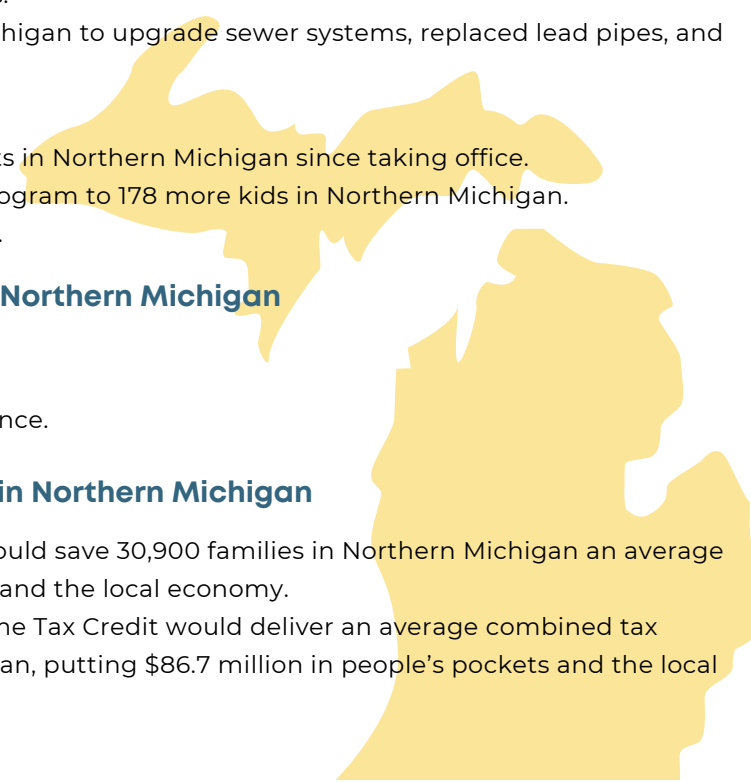 higan to upgrade sewer systems, replaced lead pipes, and
ts in Northern Michigan since taking office.
ogram to 178 more kids in Northern Michigan.
Northern Michigan
nce.
in Northern Michigan
ould save 30,900 families in Northern Michigan an average
and the local economy.
me Tax Credit would deliver an average combined tax
an, putting $86.7 million in people’s pockets and the local